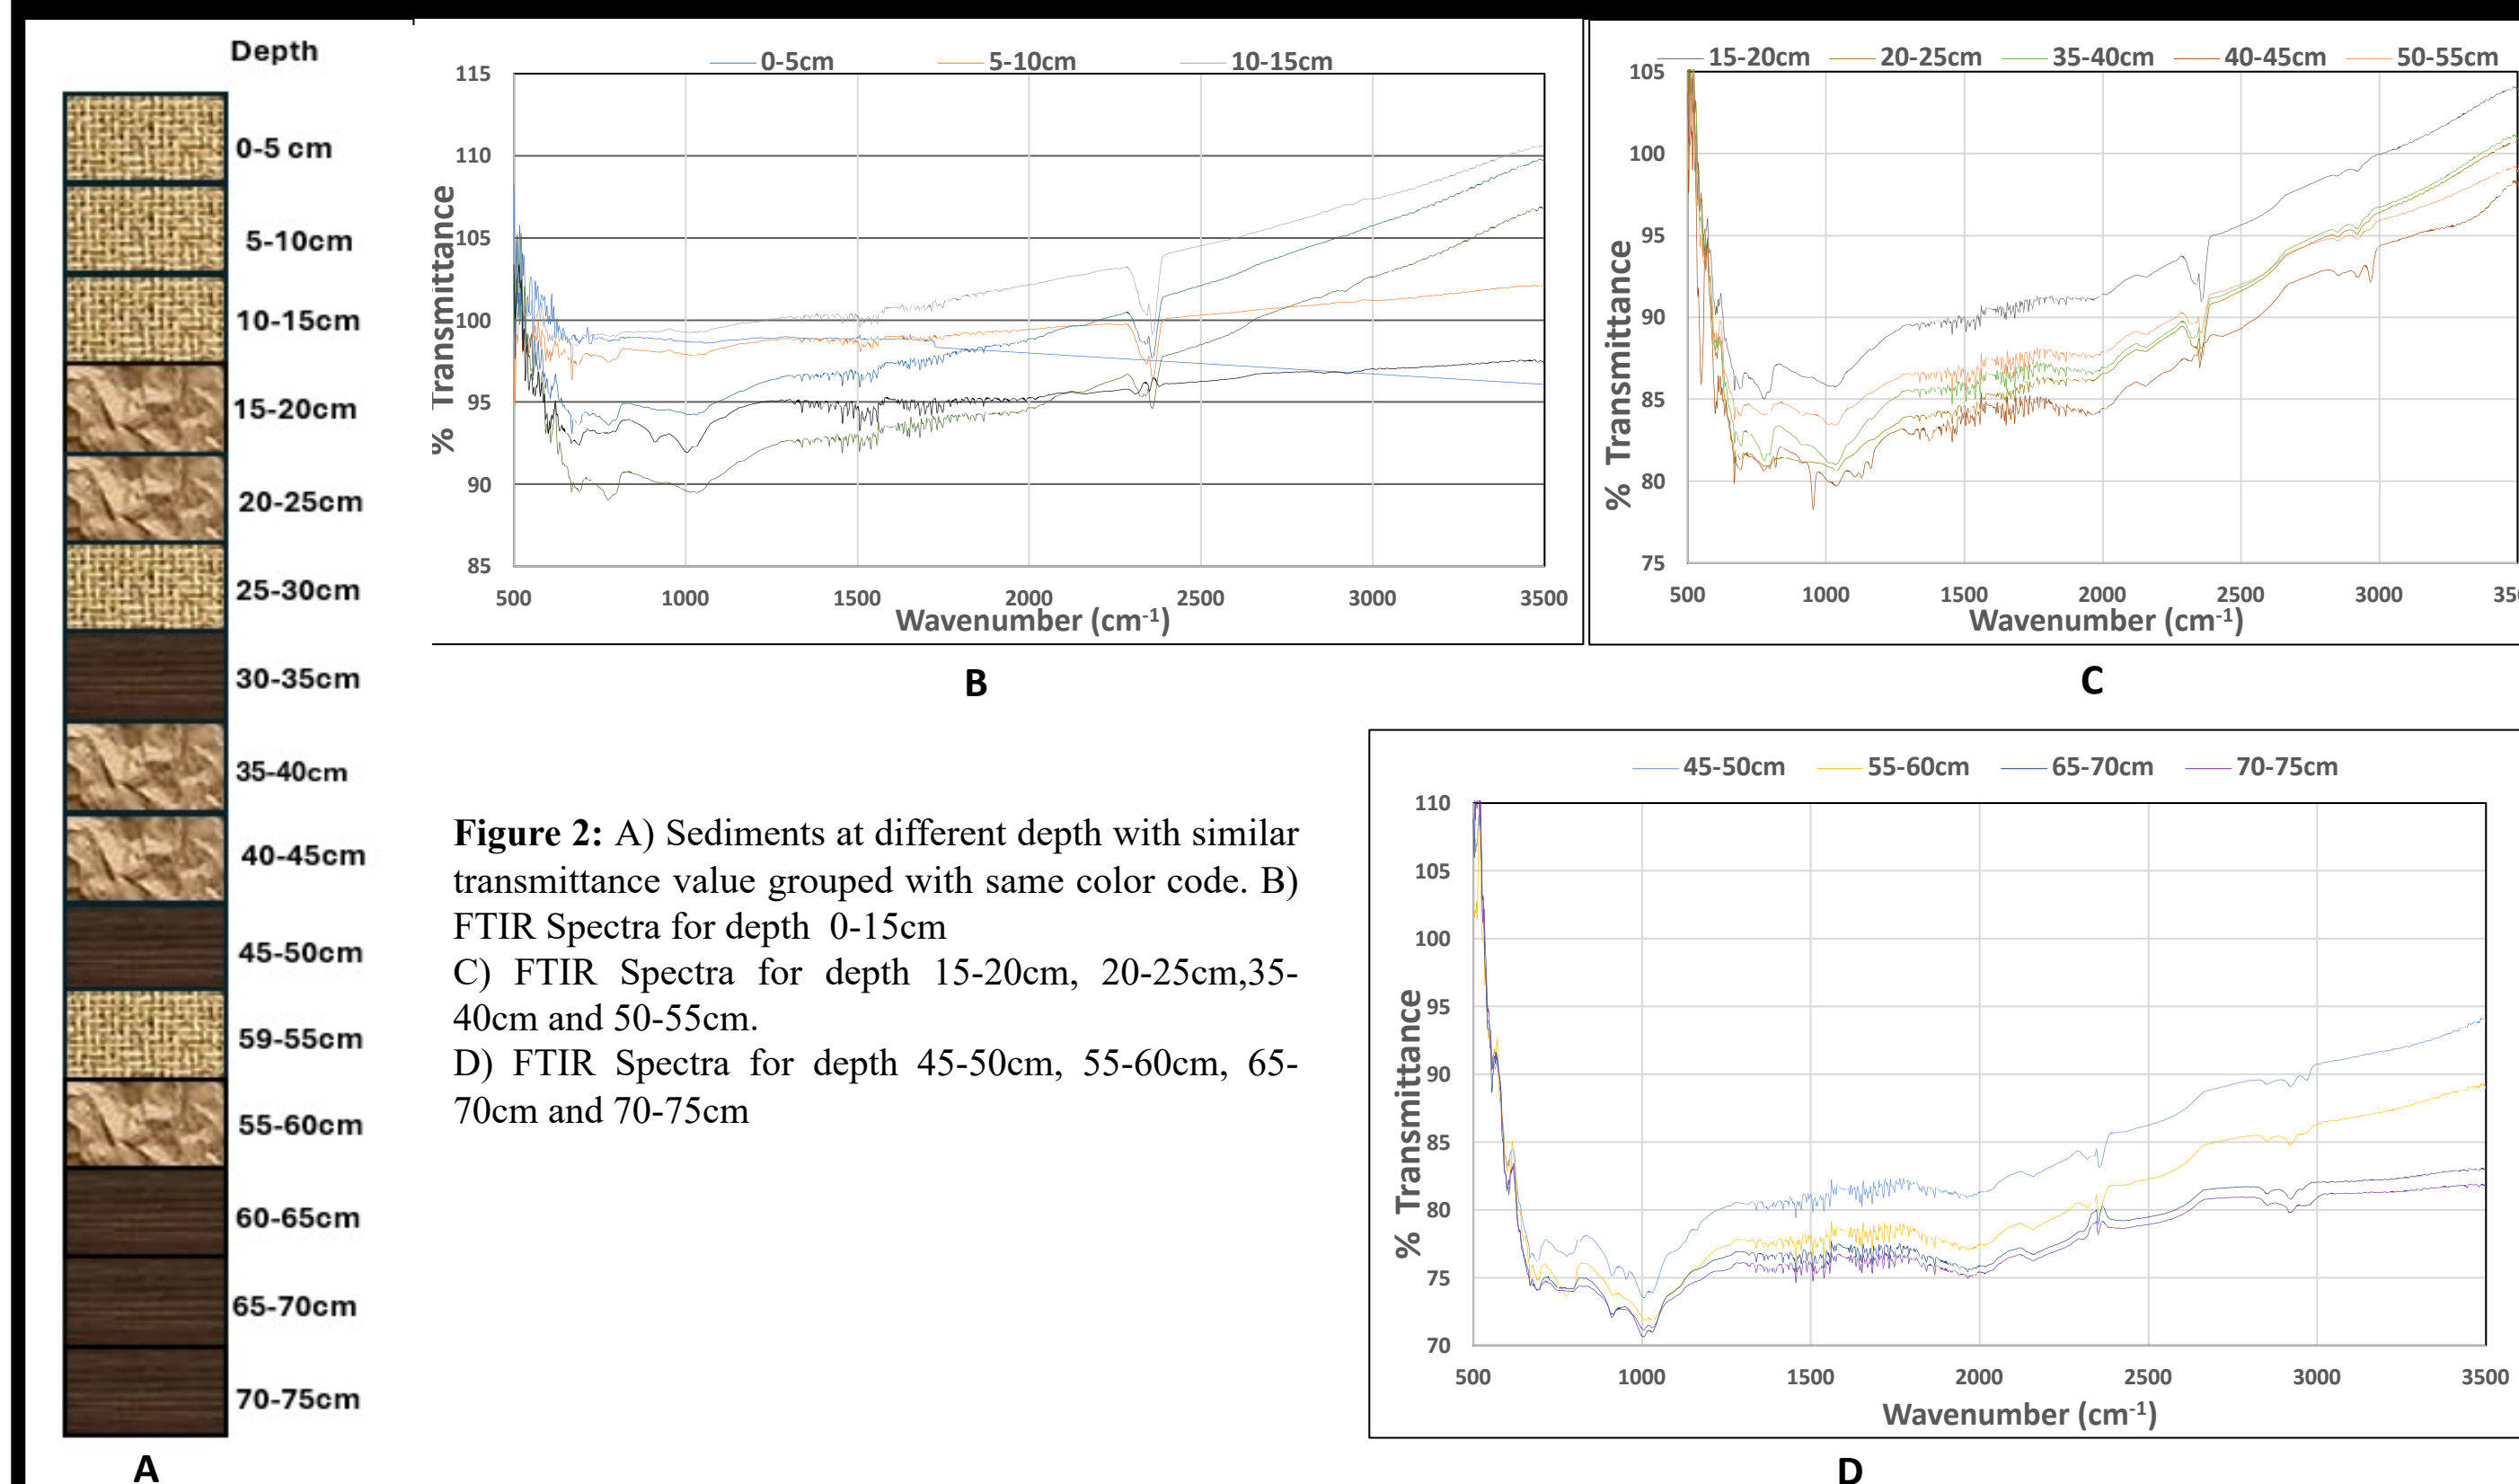 Depth
0-5 cm
5-10cm
10-15cm
15-20cm
20-25cm
25-30cm
30-35cm
35-40cm
40-45cm
45-50cm
59-55cm
55-60cm
60-65cm
65-70cm
70-75cm
A
0-5cm 5-10cm 10-15cm
115
110
105
100
95
90
85
% Transmittance
500 1000 1500 2000 2500 3000 3500
Wavenumber (cm-1)
B
15-20cm 20-25cm 35-40cm 40-45cm 50-55cm
105
100
95
90
85
80
75
% Transmittance
500 1000 1500 2000 2500 3000
Wavenumber (cm-1)
C
Figure 2: A) Sediments at different depth with similar
transmittance value grouped with same color code. B)
FTIR Spectra for depth 0-15cm
C) FTIR Spectra for depth 15-20cm, 20-25cm,35-
40cm and 50-55cm.
D) FTIR Spectra for depth 45-50cm, 55-60cm, 65-
70cm and 70-75cm
45-50cm 55-60cm 65-70cm 70-75cm
110
105
100
95
90
85
80
75
70
% Transmittance
500 1000 1500 2000 2500 3000 3500
Wavenumber (cm-1)
D